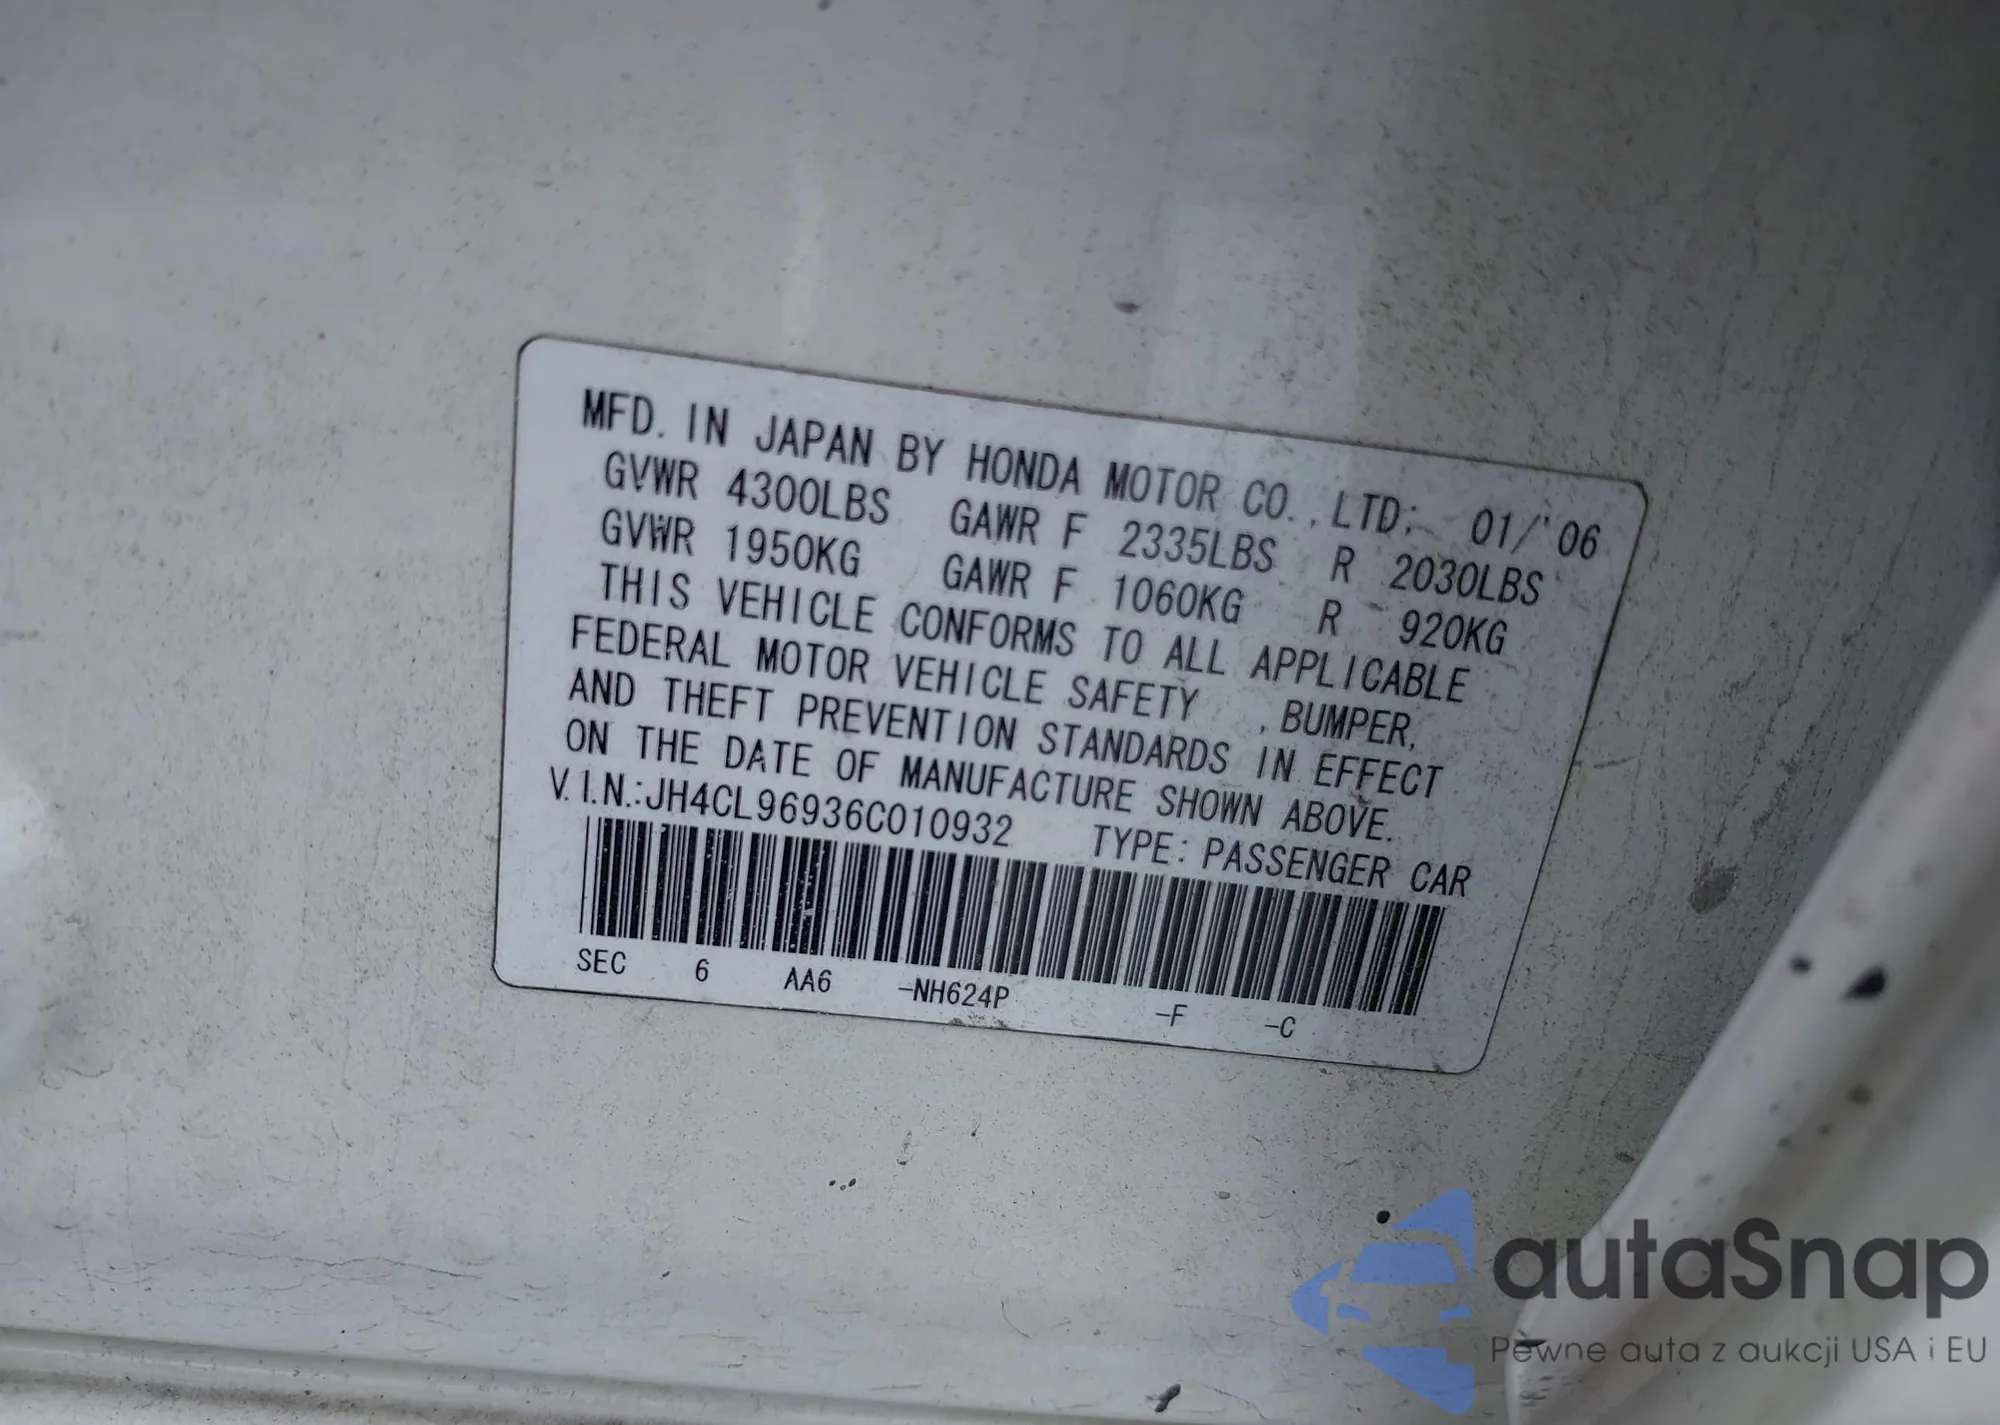 MFD. IN JAPAN BY HONDA MOTOR CO.,LTD; 01/'06
GVWR 4300LBS GAWR F 2335LBS R 2030LBS
GVWR 1950KG GAWR F 1060KG R 920KG
THIS VEHICLE CONFORMS TO ALL APPLICABLE
FEDERAL MOTOR VEHICLE SAFETY , BUMPER,
AND THEFT PREVENTION STANDARDS IN EFFECT
ON THE DATE OF MANUFACTURE SHOWN ABOVE.
V.I.N.:JH4CL96936C010932 TYPE: PASSENGER CAR
SEC 6 AA6 -NH624P -F -C
autaSnap
Pewne auta z aukcji USA i EU